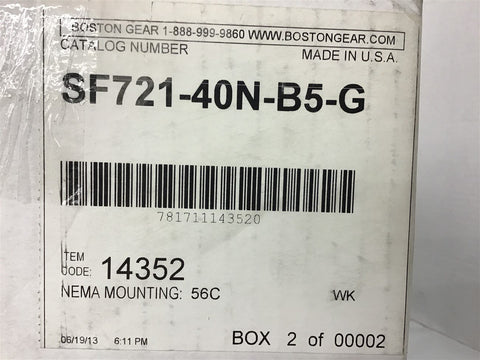 BOSTON GEAR 1-888-999-9860 WWW.BOSTONGEAR.COM
CATALOG NUMBER MADE IN U.S.A.
SF721-40N-B5-G
781711143520
ITEM
CODE: 14352
NEMA MOUNTING: 56C WK
06/19/13 6:11 PM BOX 2 of 00002